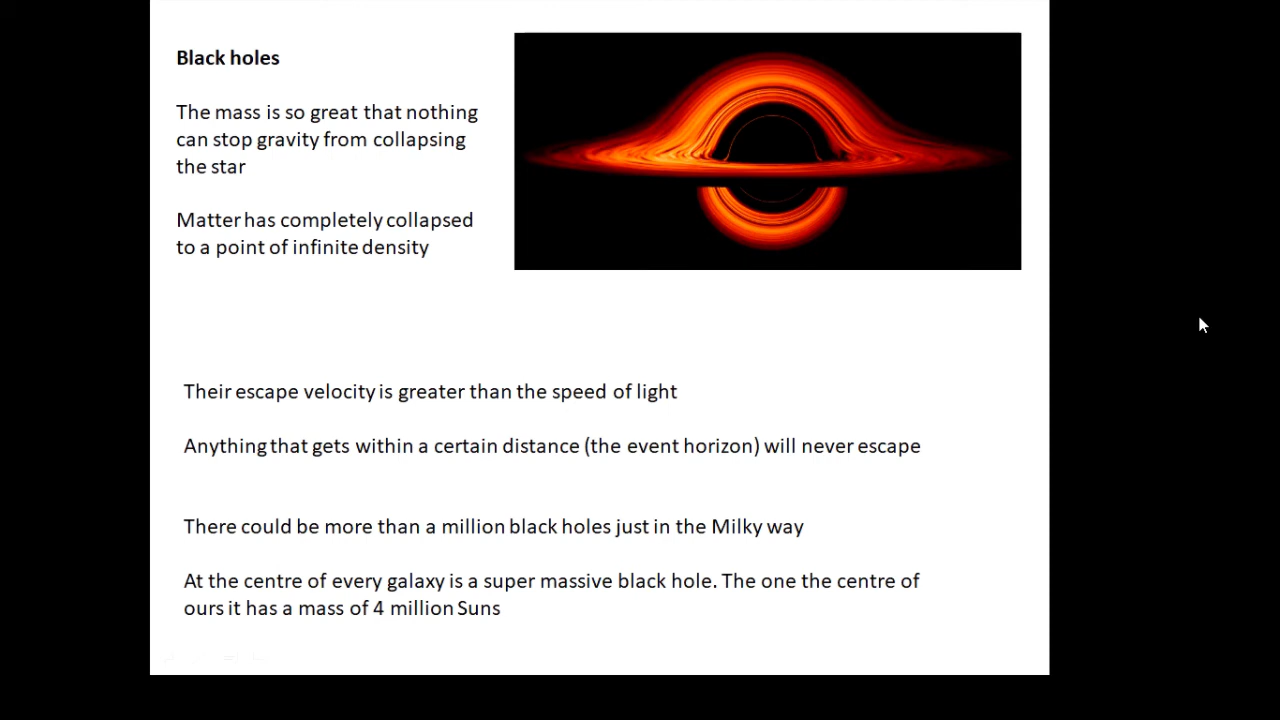 Black holes
The mass is so great that nothing
can stop gravity from collapsing
the star
Matter has completely collapsed
to a point of infinite density
Their escape velocity is greater than the speed of light
Anything that gets within a certain distance (the event horizon) will never escape
There could be more than a million black holes just in the Milky way
At the centre of every galaxy is a super massive black hole. The one the centre of
ours it has a mass of 4 million Suns